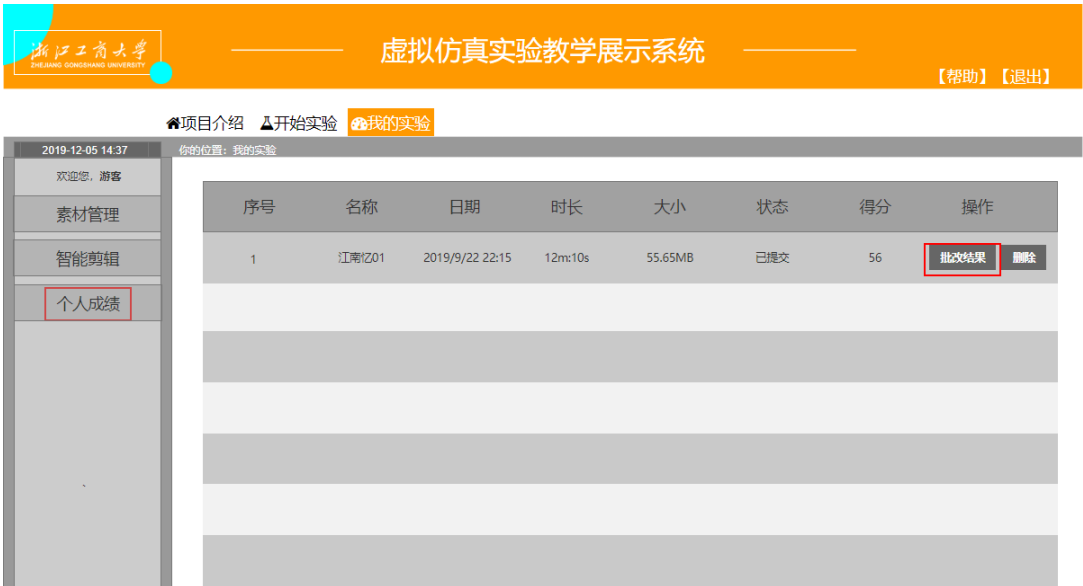 浙江工商大学
ZHEJIANG GONGSHANG UNIVERSITY
虚拟仿真实验教学展示系统
【帮助】【退出】
项目介绍 开始实验 我的实验
2019-12-05 14:37 你的位置：我的实验
欢迎您，游客
素材管理
智能剪辑
个人成绩
序号 名称 日期 时长 大小 状态 得分 操作
1 江南忆01 2019/9/22 22:15 12m:10s 55.65MB 已提交 56 批改结果 删除